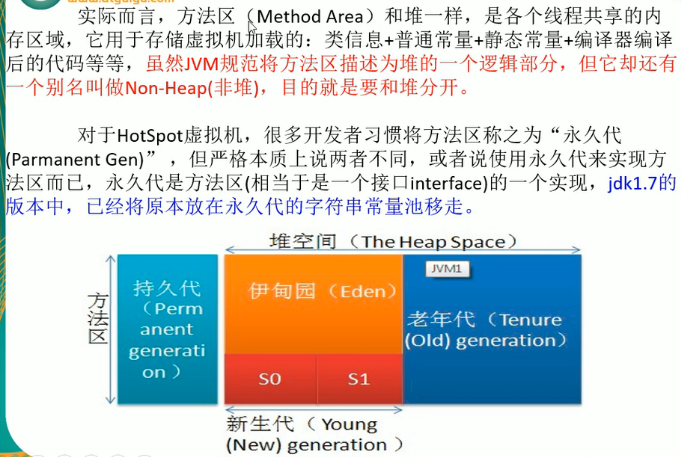 实际而言，方法区（Method Area）和堆一样，是各个线程共享的内
存区域，它用于存储虚拟机加载的：类信息+普通常量+静态常量+编译器编译
后的代码等等，虽然JVM规范将方法区描述为堆的一个逻辑部分，但它却还有
一个别名叫做Non-Heap(非堆)，目的就是要和堆分开。
对于HotSpot虚拟机，很多开发者习惯将方法区称之为“永久代
(Parmanent Gen)” ，但严格本质上说两者不同，或者说使用永久代来实现方
法区而已，永久代是方法区(相当于是一个接口interface)的一个实现，jdk1.7的
版本中，已经将原本放在永久代的字符串常量池移走。
堆空间（The Heap Space）
JVM1
方法区
持久代
（Perm
anent
generati
on ）
伊甸园（Eden）
S0
S1
老年代（Tenure
(Old) generation）
新生代（ Young
(New) generation ）